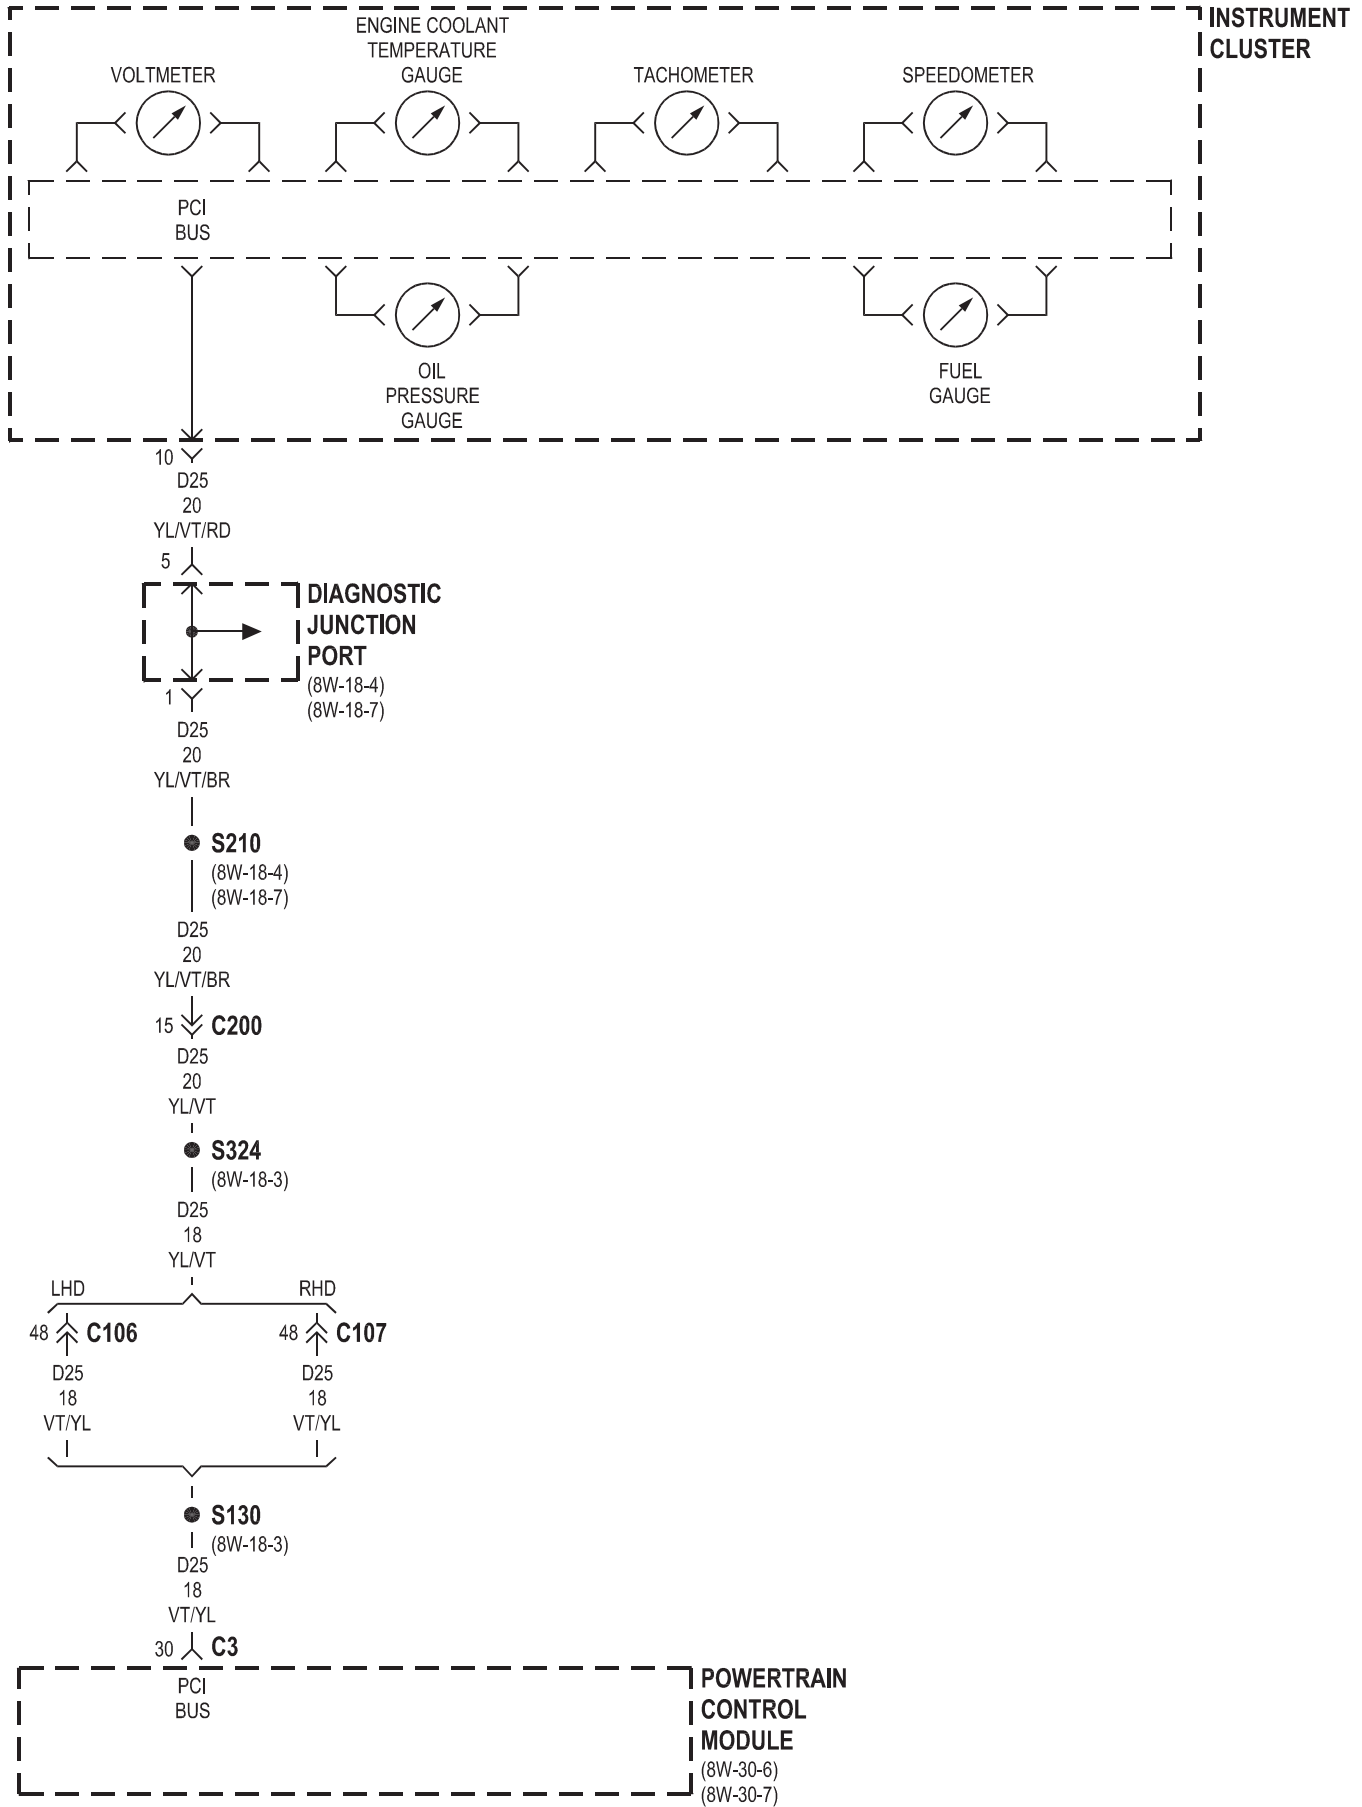 INSTRUMENT
CLUSTER
ENGINE COOLANT
TEMPERATURE
GAUGE
VOLTMETER
TACHOMETER
SPEEDOMETER
PCI
BUS
OIL
PRESSURE
GAUGE
FUEL
GAUGE
10
D25
20
YL/VT/RD
5
DIAGNOSTIC
JUNCTION
PORT
(8W-18-4)
(8W-18-7)
1
D25
20
YL/VT/BR
S210
(8W-18-4)
(8W-18-7)
D25
20
YL/VT/BR
15 C200
D25
20
YL/VT
S324
(8W-18-3)
D25
18
YL/VT
LHD
RHD
48 C106
48 C107
D25
18
VT/YL
D25
18
VT/YL
S130
(8W-18-3)
D25
18
VT/YL
30 C3
PCI
BUS
POWERTRAIN
CONTROL
MODULE
(8W-30-6)
(8W-30-7)